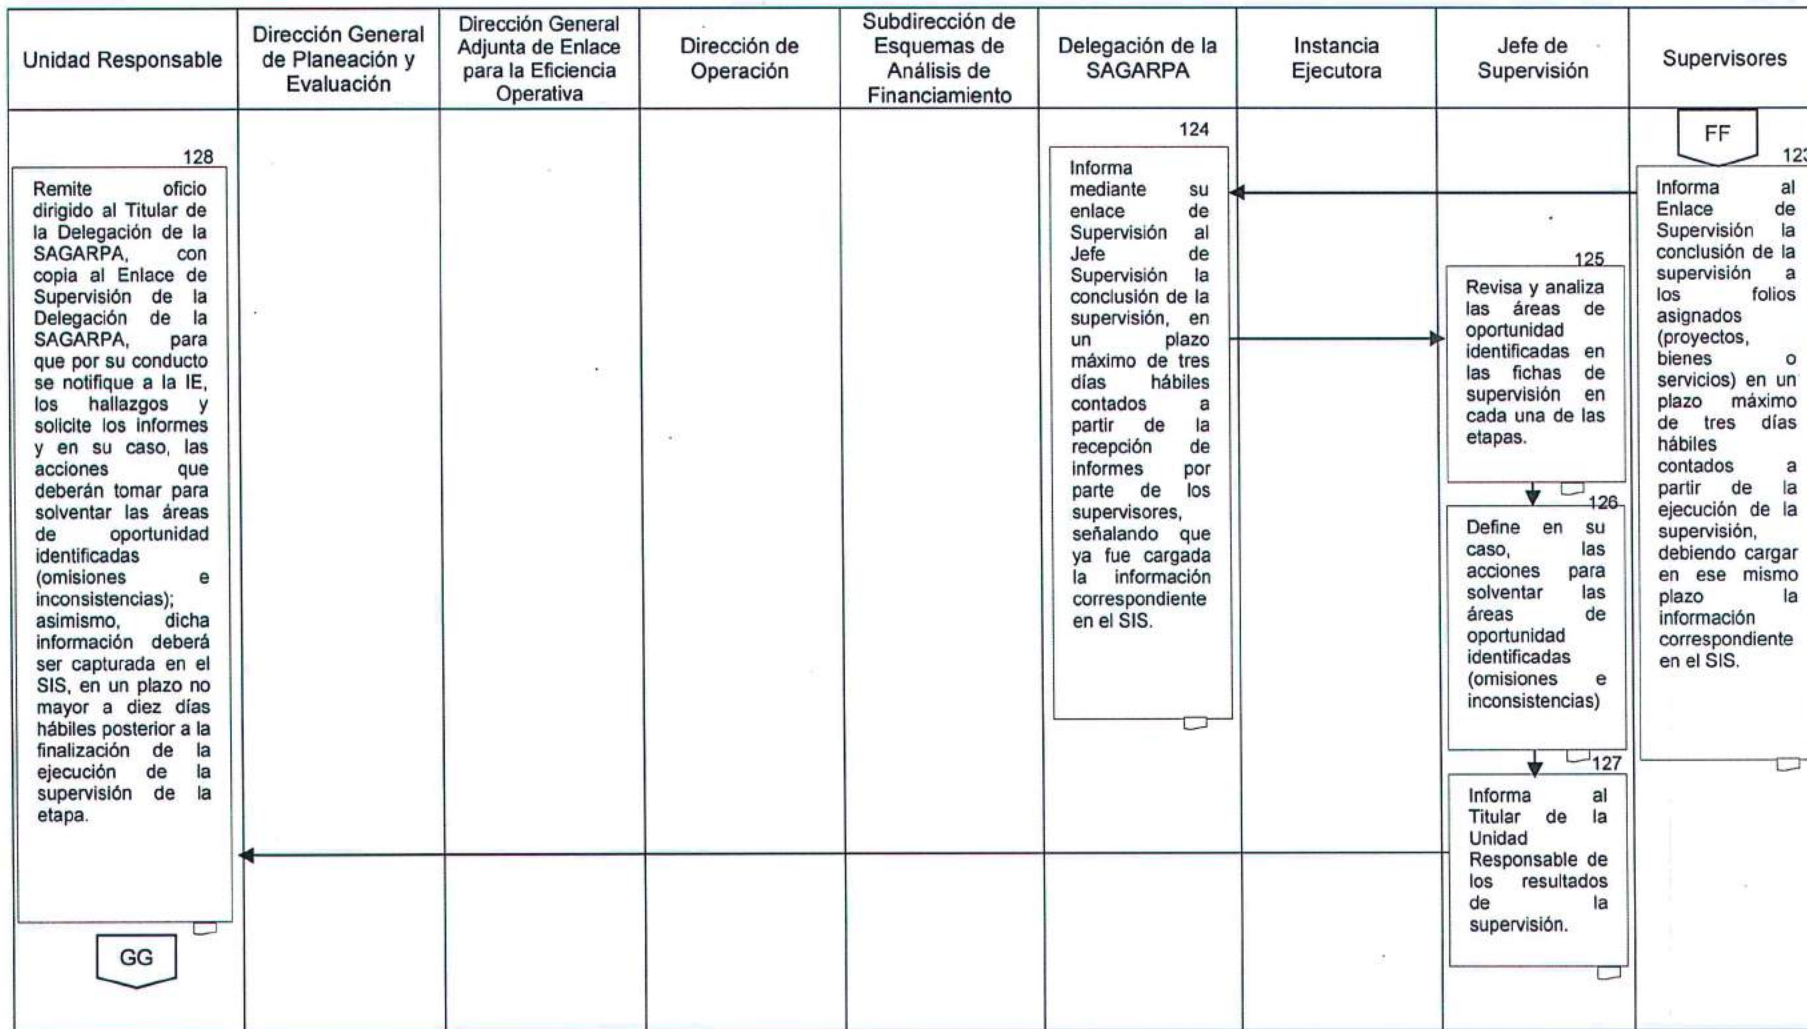 Unidad Responsable
Dirección General
de Planeación y
Evaluación
Dirección General
Adjunta de Enlace
para la Eficiencia
Operativa
Dirección de
Operación
Subdirección de
Esquemas de
Análisis de
Financiamiento
Delegación de la
SAGARPA
Instancia
Ejecutora
Jefe de
Supervisión
Supervisores
128
Remite oficio
dirigido al Titular de
la Delegación de la
SAGARPA, con
copia al Enlace de
Supervisión de la
Delegación de la
SAGARPA, para
que por su conducto
se notifique a la IE,
los hallazgos y
solicite los informes
y en su caso, las
acciones que
deberán tomar para
solventar las áreas
de oportunidad
identificadas
(omisiones e
inconsistencias);
asimismo, dicha
información deberá
ser capturada en el
SIS, en un plazo no
mayor a diez días
hábiles posterior a la
finalización de la
ejecución de la
supervisión de la
etapa.
GG
124
Informa
mediante su
enlace de
Supervisión al
Jefe de
Supervisión la
conclusión de la
supervisión, en
un plazo
máximo de tres
días hábiles
contados a
partir de la
recepción de
informes por
parte de los
supervisores,
señalando que
ya fue cargada
la información
correspondiente
en el SIS.
125
Revisa y analiza
las áreas de
oportunidad
identificadas en
las fichas de
supervisión en
cada una de las
etapas.
126
Define en su
caso, las
acciones para
solventar las
áreas de
oportunidad
identificadas
(omisiones e
inconsistencias)
127
Informa al
Titular de la
Unidad
Responsable de
los resultados
de la
supervisión.
FF
123
Informa al
Enlace de
Supervisión la
conclusión de la
supervisión a
los folios
asignados
(proyectos,
bienes o
servicios) en un
plazo máximo
de tres días
hábiles
contados a
partir de la
ejecución de la
supervisión,
debiendo cargar
en ese mismo
plazo la
información
correspondiente
en el SIS.